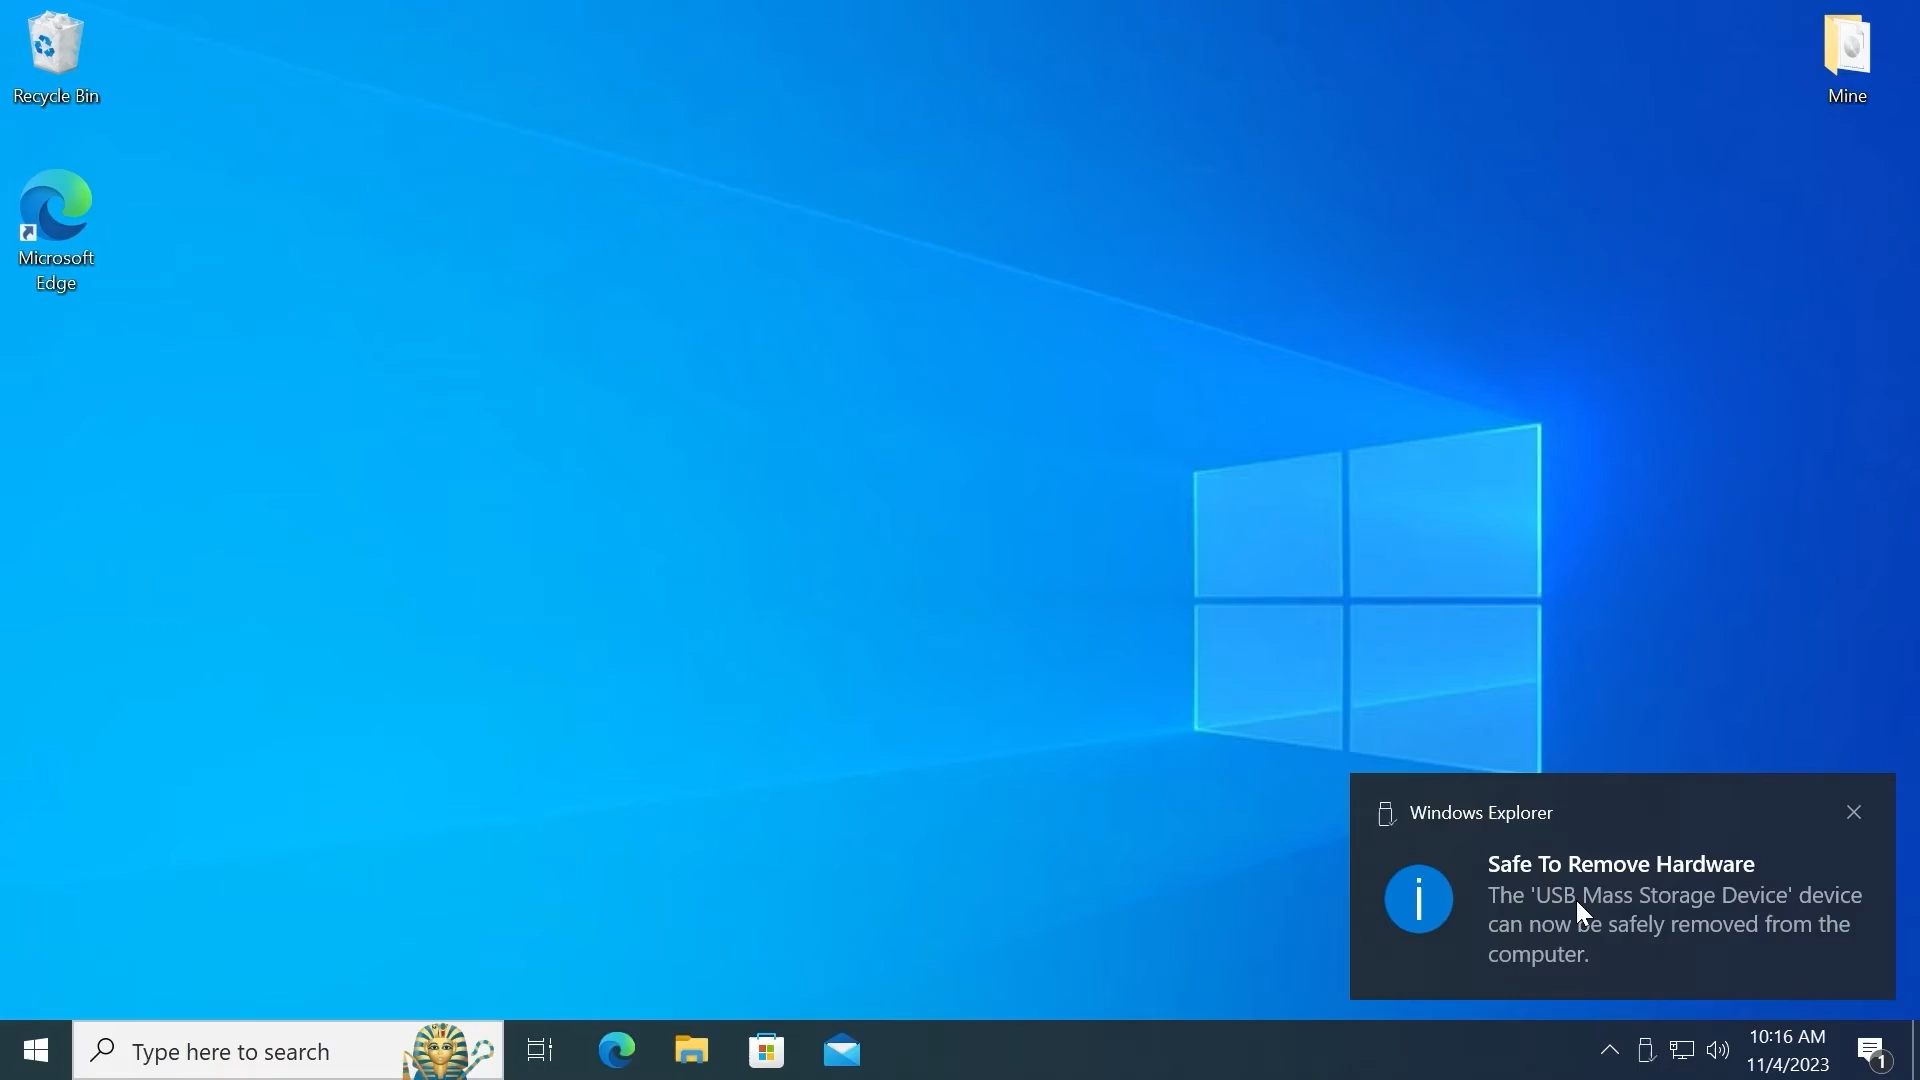 Recycle Bin
Mine
Microsoft
Edge
Windows Explorer
Safe To Remove Hardware
The 'USB Mass Storage Device' device
can now be safely removed from the
computer.
Type here to search
10:16 AM
11/4/2023
1